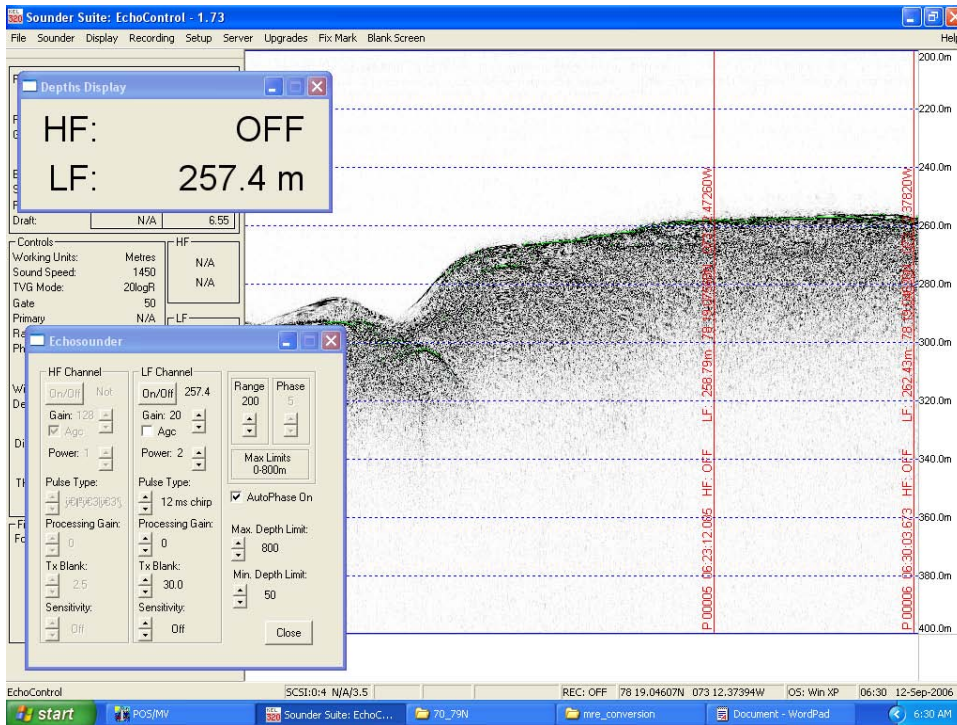 Sounder Suite: EchoControl - 1.73
File Sounder Display Recording Setup Server Upgrades Fix Mark Blank Screen Help
Depths Display
HF: OFF
LF: 257.4 m
Draft: N/A 6.55
Controls
Working Units: Metres
Sound Speed: 1450
TVG Mode: 20logR
Gate 50
Primary N/A
HF
N/A
N/A
LF
Echosounder
HF Channel
On/Off Not
Gain: 128
Agc
Power: 1
Pulse Type:
Processing Gain:
0
Tx Blank:
2.5
Sensitivity:
Off
LF Channel
On/Off 257.4
Gain: 20
Agc
Power: 2
Pulse Type:
12 ms chirp
Processing Gain:
0
Tx Blank:
30.0
Sensitivity:
Off
Range
200
Phase
5
Max Limits
0-800m
AutoPhase On
Max. Depth Limit:
800
Min. Depth Limit:
50
Close
200.0m
220.0m
240.0m
260.0m
280.0m
300.0m
320.0m
340.0m
360.0m
380.0m
400.0m
P 00005 06:23:12.085 HF: OFF LF: 258.79m
P 00006 06:30:03.673 HF: OFF LF: 262.43m
EchoControl SCSI:0:4 N/A/3.5 REC: OFF 78 19.04607N 073 12.37394W OS: Win XP 06:30 12-Sep-2006
start POS/MV Sounder Suite: EchoC... 70_79N mre_conversion Document - WordPad 6:30 AM